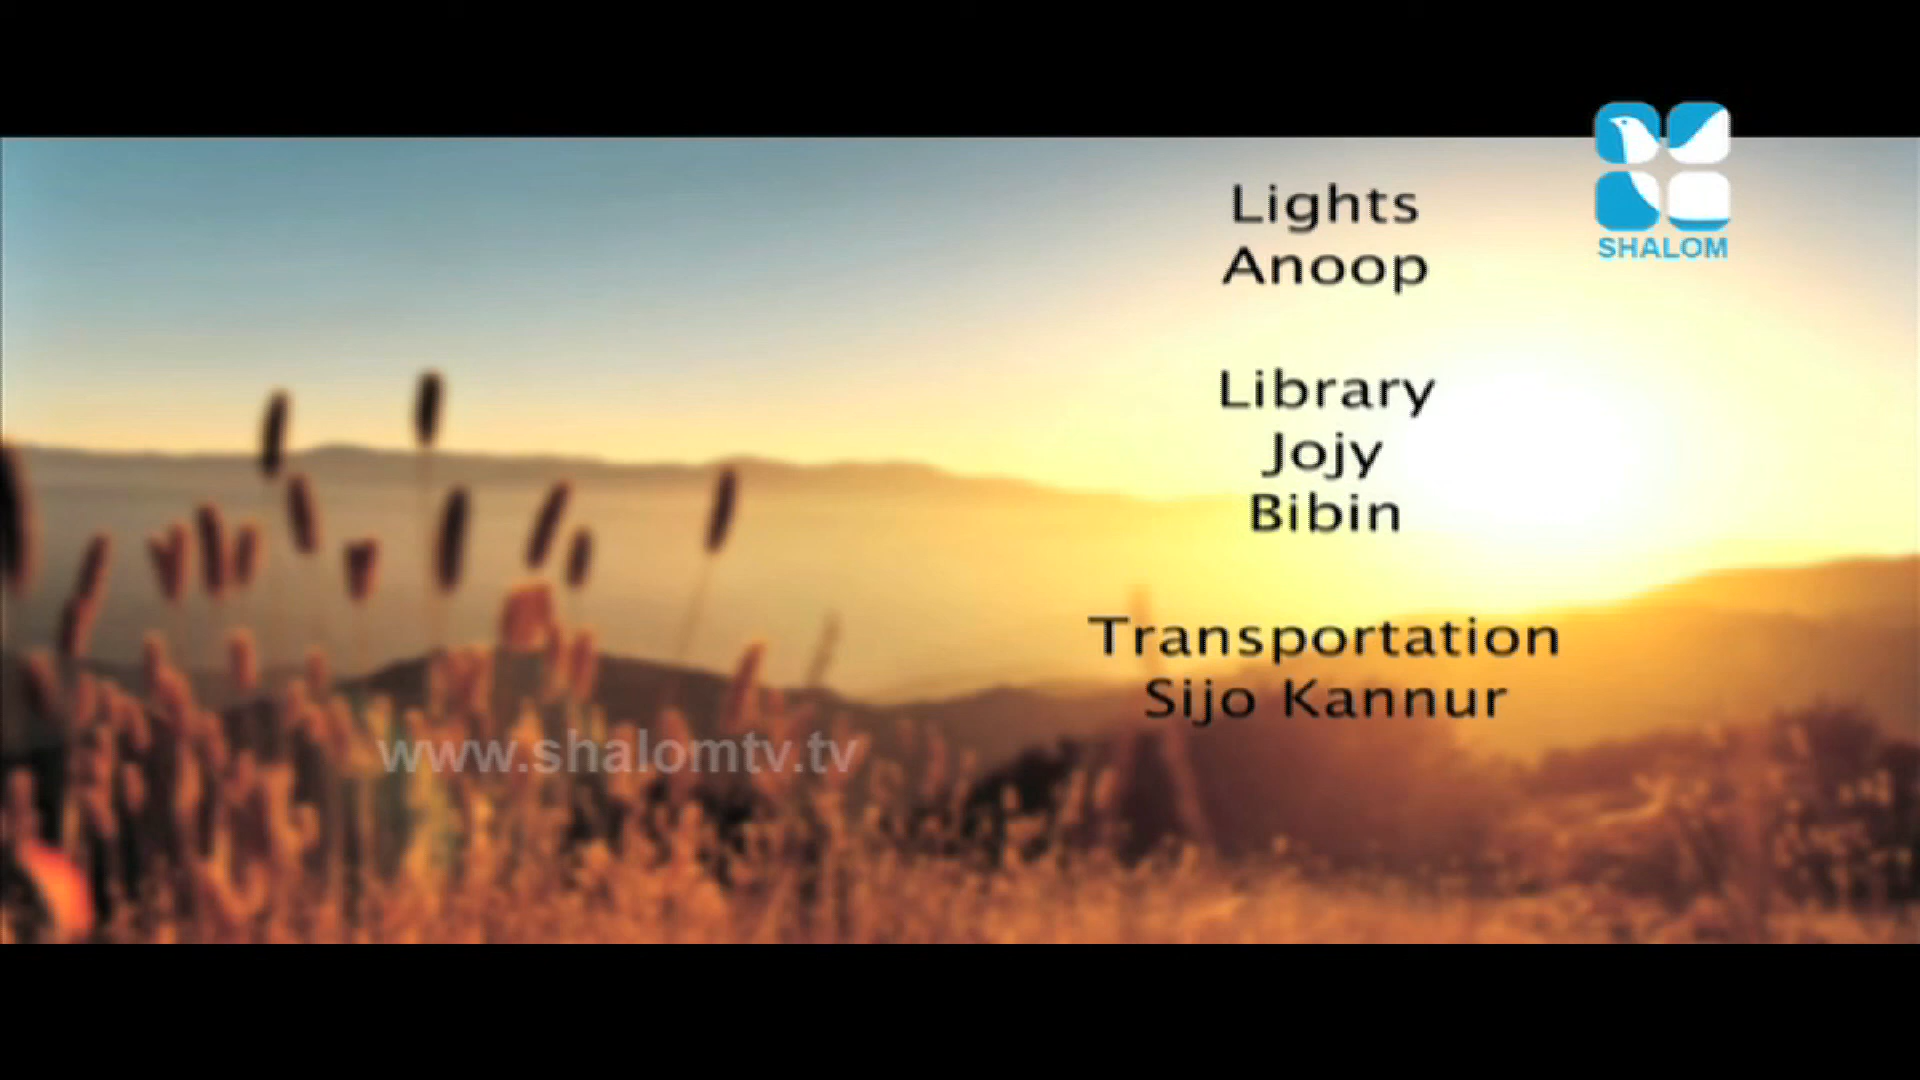 Lights
Anoop
SHALOM
Library
Jojy
Bibin
Transportation
Sijo Kannur
www.shalomtv.tv